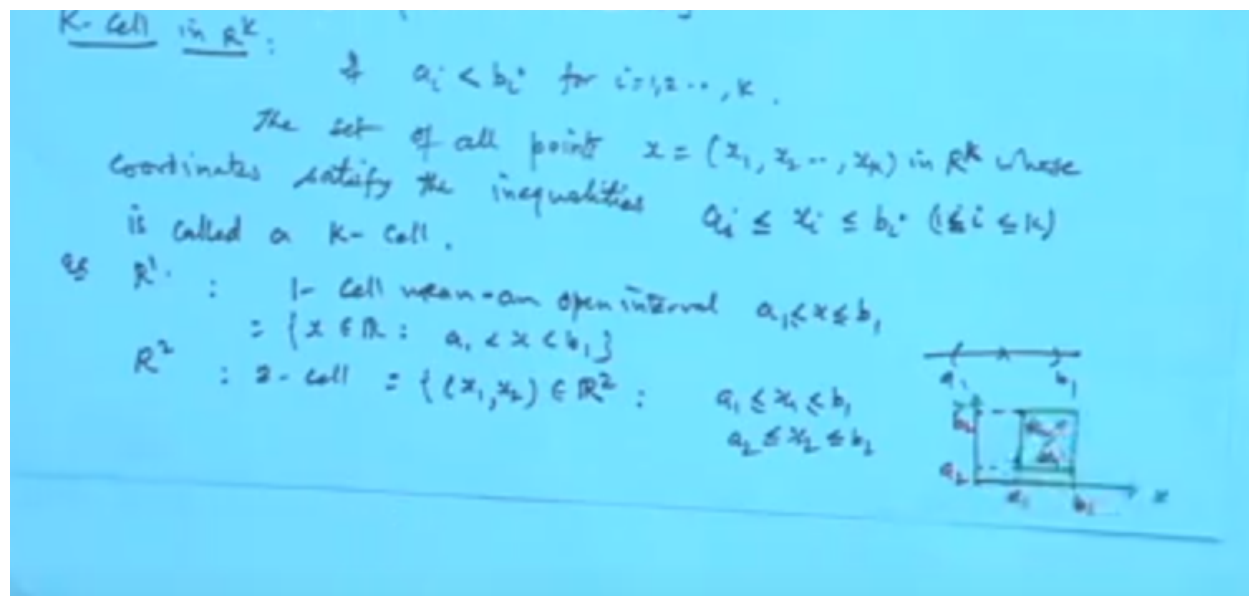 K-Cell in R^k:
If a_i < b_i for i=1,2..,k.
The set of all points x = (x_1, x_2 .., x_k) in R^k whose
coordinates satisfy the inequalities a_i ≤ x_i ≤ b_i (1≤i≤k)
is called a K-Cell.
eg R^1 : 1-Cell mean-an open interval a_1≤x≤b_1
= {x ∈ R : a_1 < x < b_1}
R^2 : 2-cell = {(x_1,x_2) ∈ R^2 : a_1 ≤ x_1 ≤ b_1
a_2 ≤ x_2 ≤ b_2
a_1 b_1
b_2
a_2
a_1 b_1 x